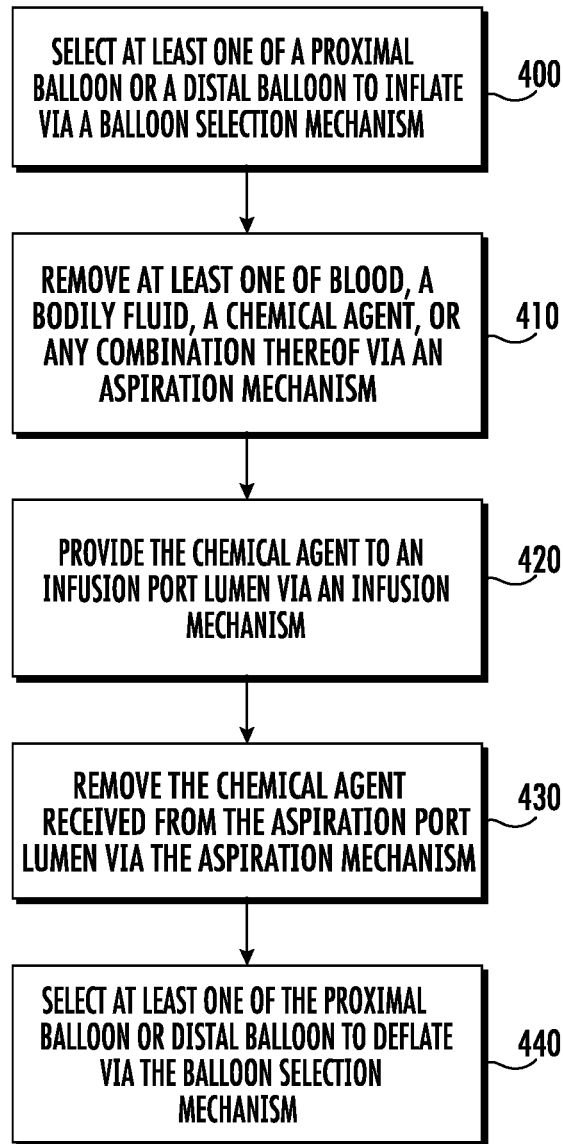 SELECT AT LEAST ONE OF A PROXIMAL
BALLOON OR A DISTAL BALLOON TO INFLATE
VIA A BALLOON SELECTION MECHANISM
400
REMOVE AT LEAST ONE OF BLOOD, A
BODILY FLUID, A CHEMICAL AGENT, OR
ANY COMBINATION THEREOF VIA AN
ASPIRATION MECHANISM
410
PROVIDE THE CHEMICAL AGENT TO AN
INFUSION PORT LUMEN VIA AN INFUSION
MECHANISM
420
REMOVE THE CHEMICAL AGENT
RECEIVED FROM THE ASPIRATION PORT
LUMEN VIA THE ASPIRATION MECHANISM
430
SELECT AT LEAST ONE OF THE PROXIMAL
BALLOON OR DISTAL BALLOON TO DEFLATE
VIA THE BALLOON SELECTION
MECHANISM
440